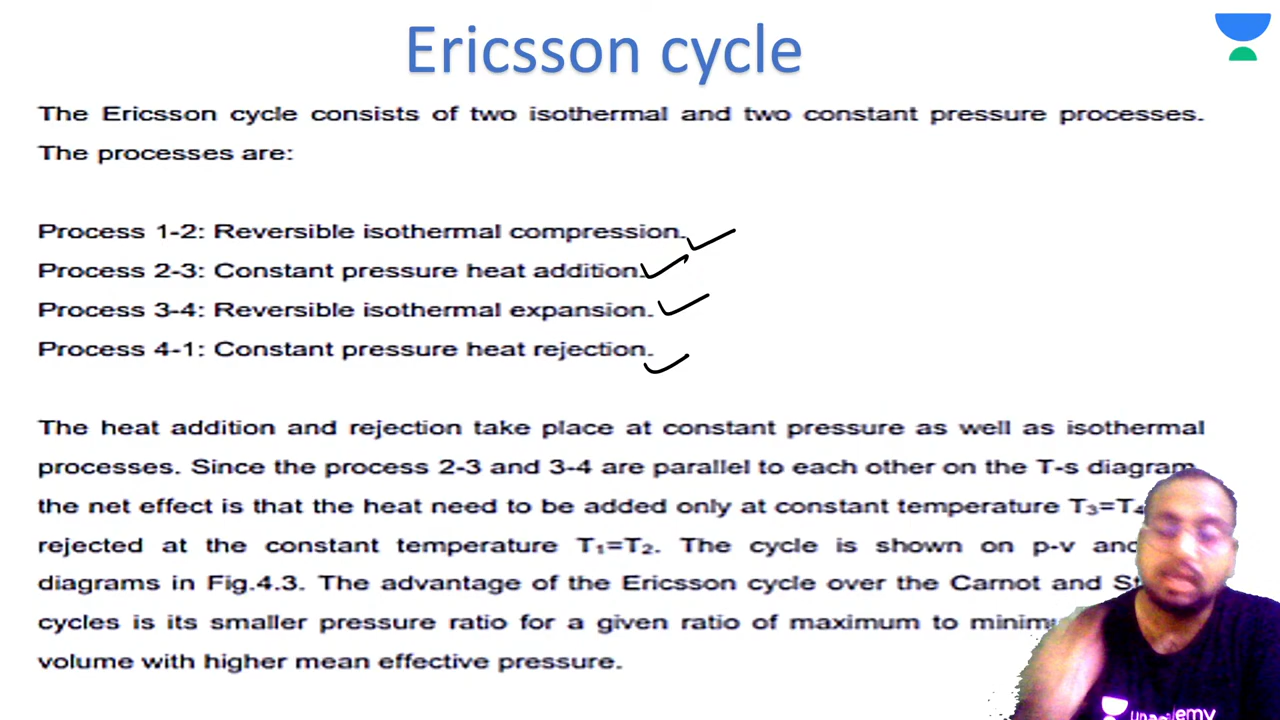 Ericsson cycle
The Ericsson cycle consists of two isothermal and two constant pressure processes.
The processes are:
Process 1-2: Reversible isothermal compression.
Process 2-3: Constant pressure heat addition.
Process 3-4: Reversible isothermal expansion.
Process 4-1: Constant pressure heat rejection.
The heat addition and rejection take place at constant pressure as well as isothermal
processes. Since the process 2-3 and 3-4 are parallel to each other on the T-s diagram
the net effect is that the heat need to be added only at constant temperature T₃=T₄
rejected at the constant temperature T₁=T₂. The cycle is shown on p-v and
diagrams in Fig.4.3. The advantage of the Ericsson cycle over the Carnot and
cycles is its smaller pressure ratio for a given ratio of maximum to
volume with higher mean effective pressure.
unacademy